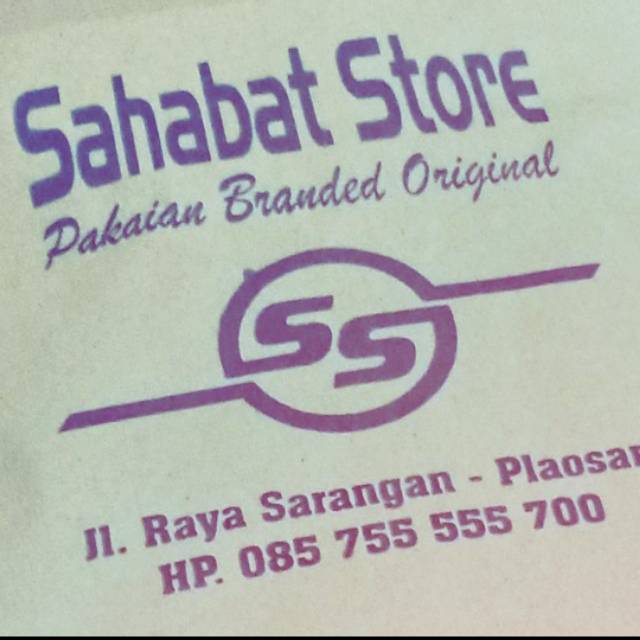 Sahabat Store
Pakaian Branded Original
SS
Jl. Raya Sarangan - Plaosan
HP. 085 755 555 700